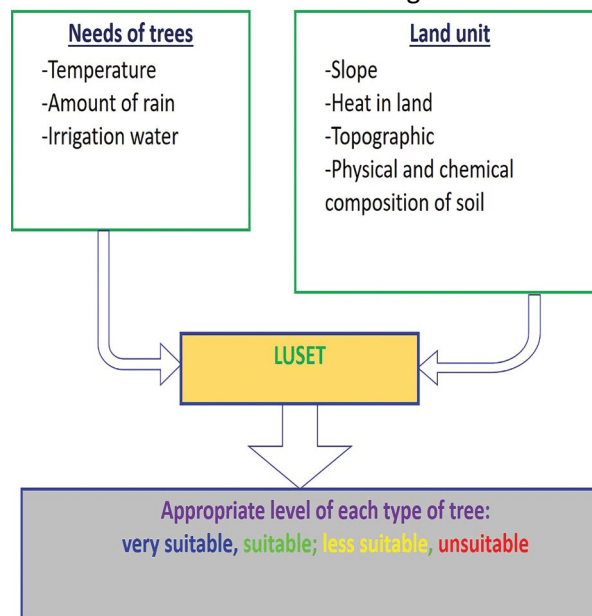 Needs of trees
-Temperature
-Amount of rain
-Irrigation water
Land unit
-Slope
-Heat in land
-Topographic
-Physical and chemical
composition of soil
LUSET
Appropriate level of each type of tree:
very suitable, suitable; less suitable, unsuitable